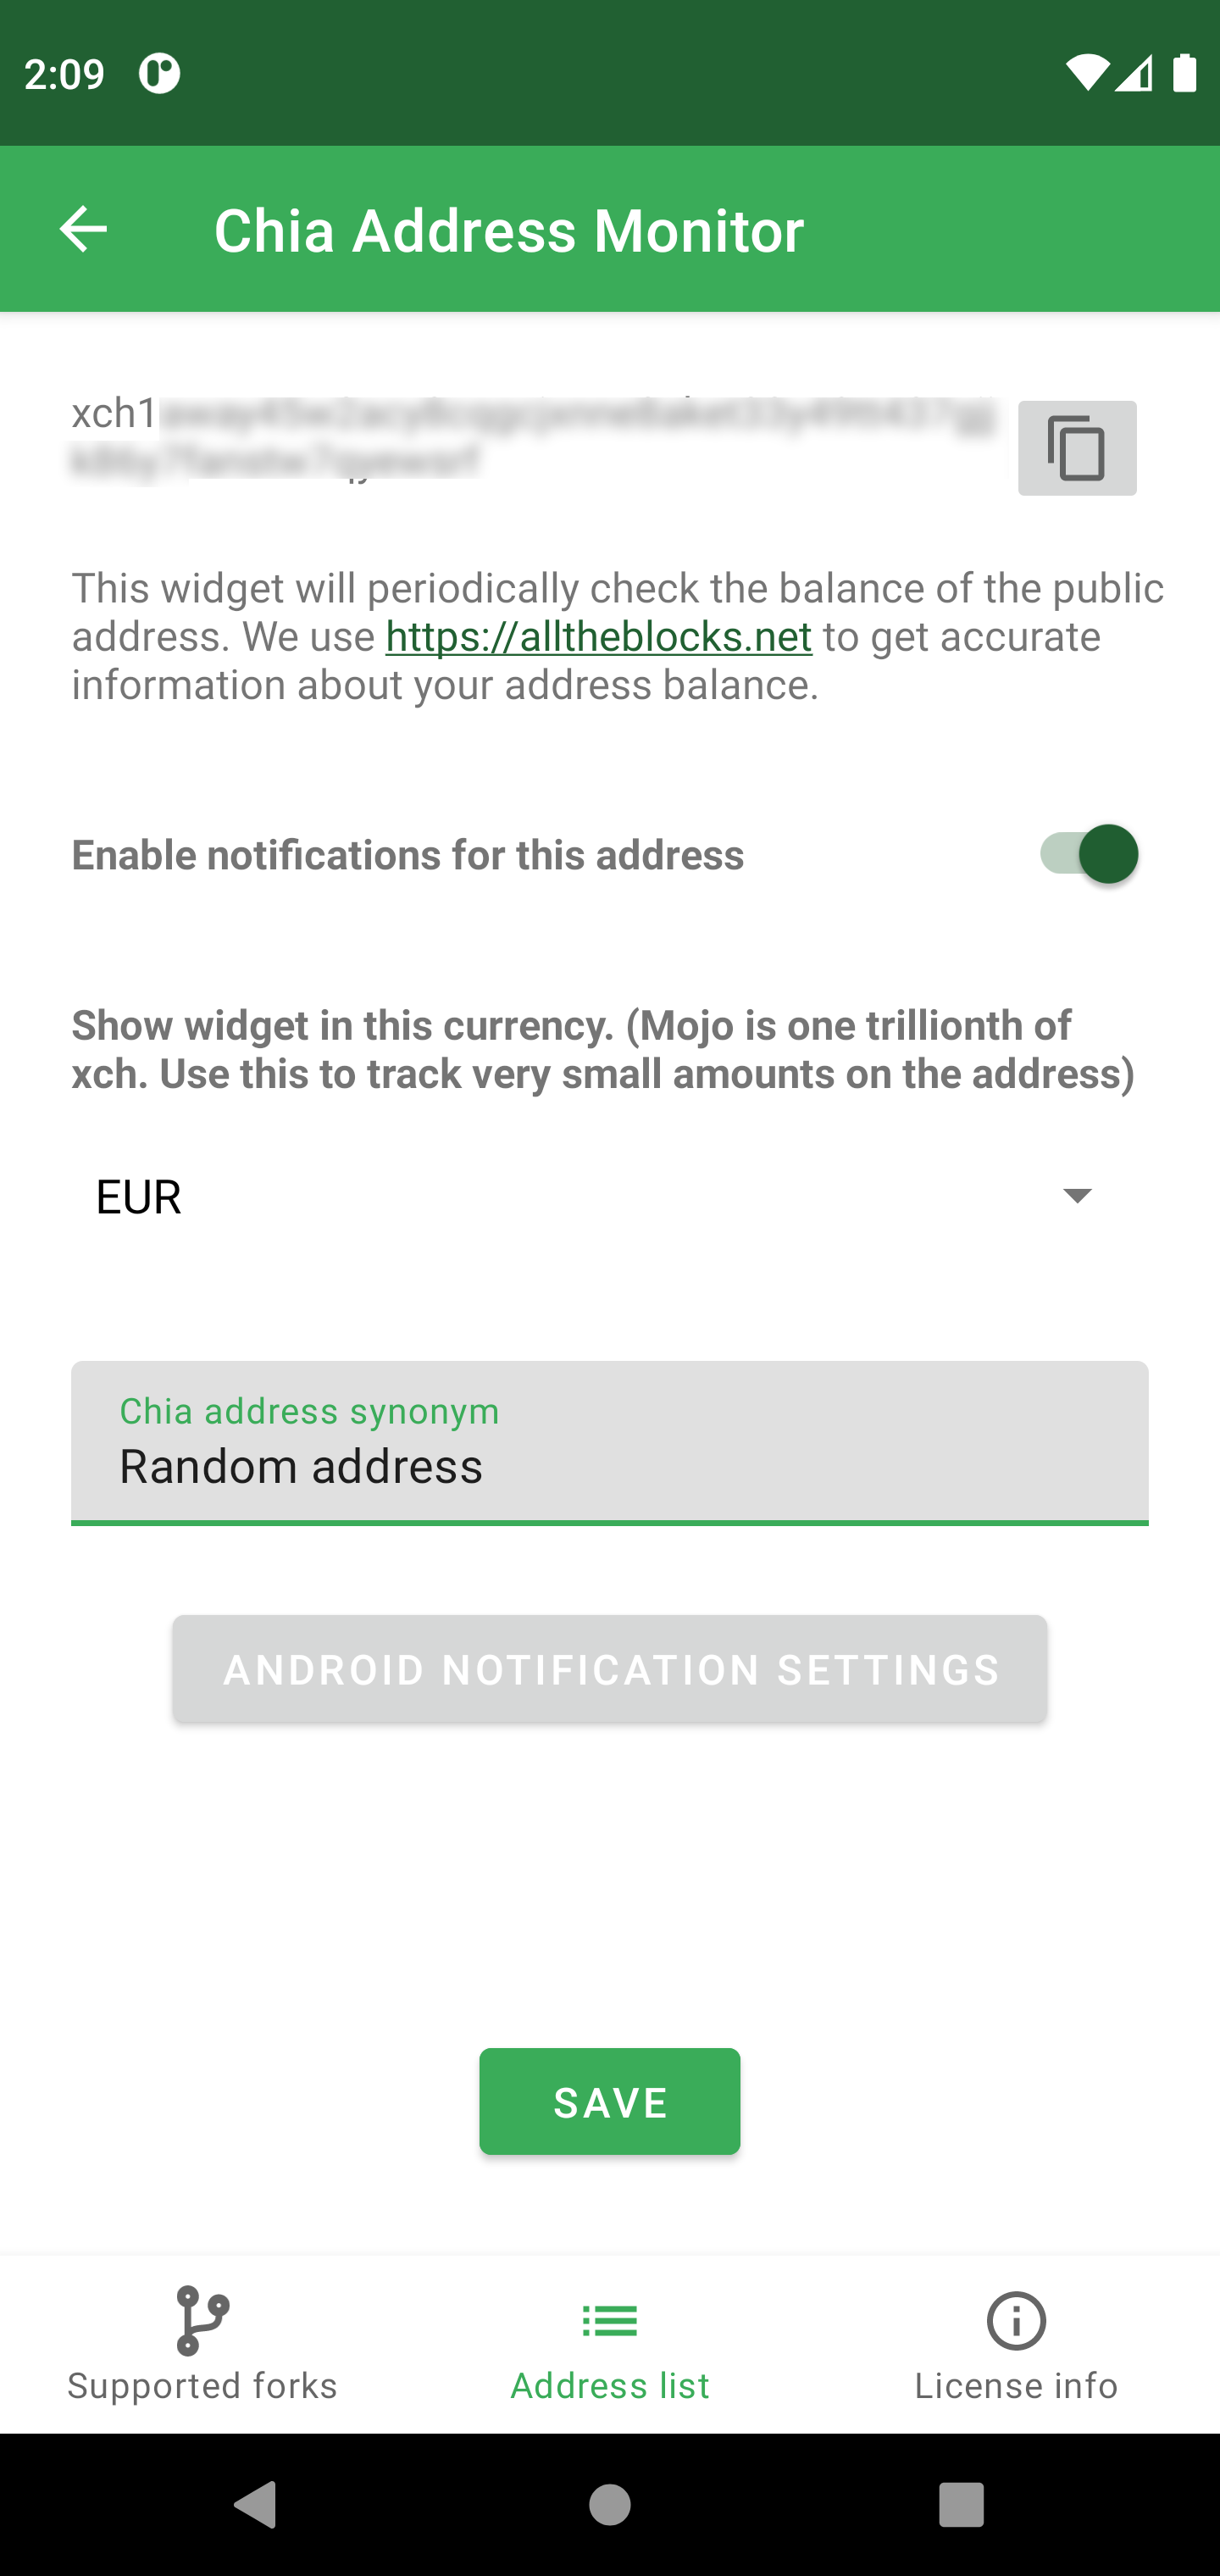 2:09
Chia Address Monitor
xch1
This widget will periodically check the balance of the public
address. We use https://alltheblocks.net to get accurate
information about your address balance.
Enable notifications for this address
Show widget in this currency. (Mojo is one trillionth of
xch. Use this to track very small amounts on the address)
EUR
Chia address synonym
Random address
ANDROID NOTIFICATION SETTINGS
SAVE
Supported forks
Address list
License info